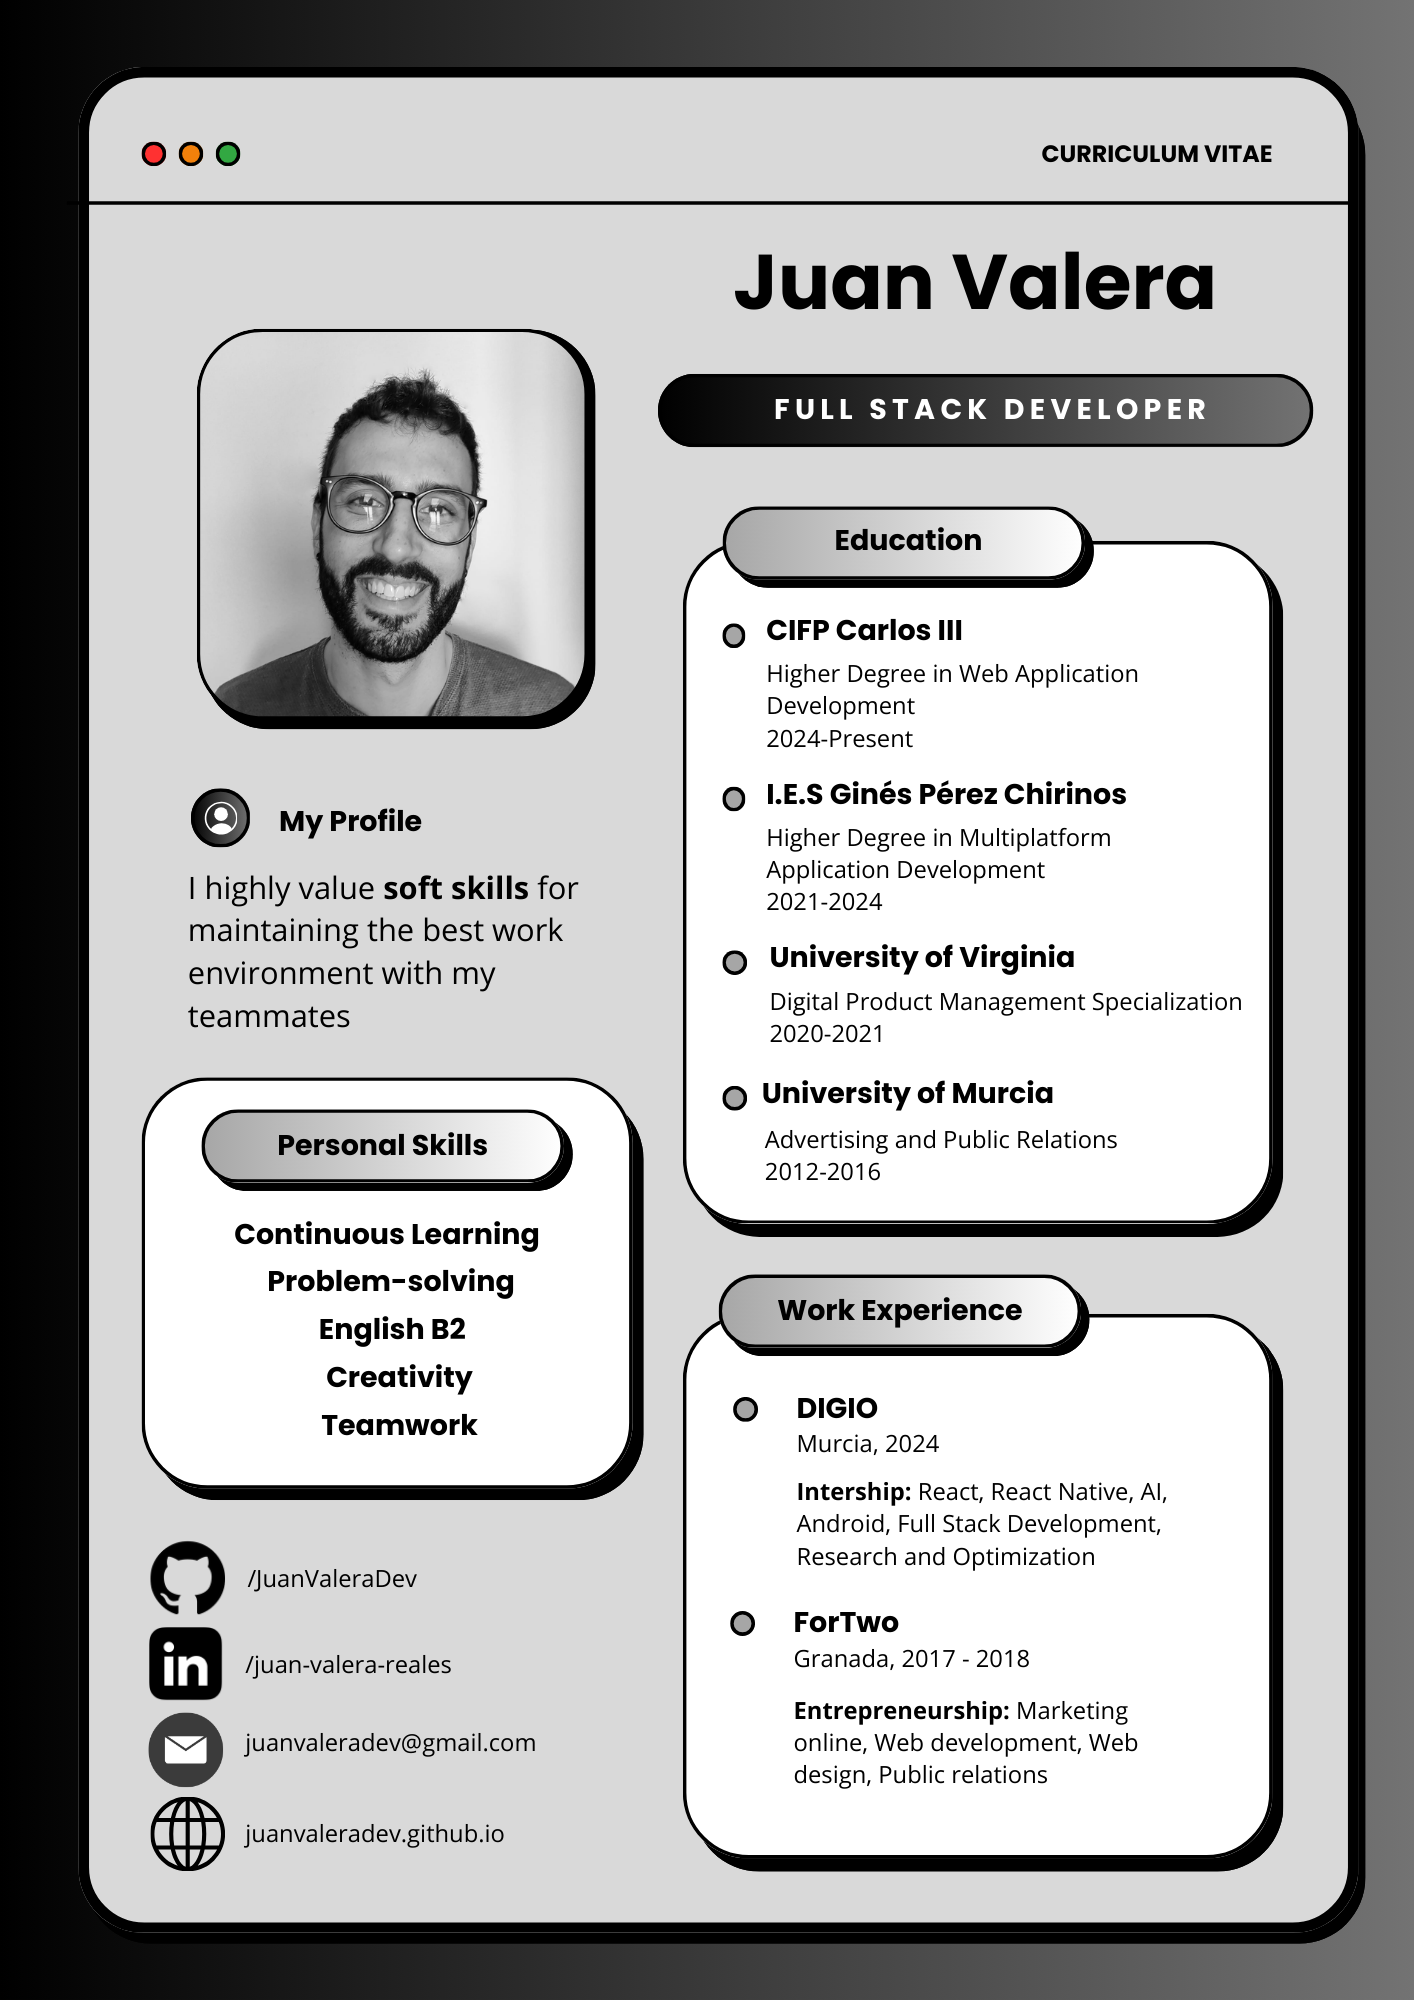 CURRICULUM VITAE
Juan Valera
FULL STACK DEVELOPER
My Profile
I highly value soft skills for
maintaining the best work
environment with my
teammates
Personal Skills
Continuous Learning
Problem-solving
English B2
Creativity
Teamwork
/JuanValeraDev
in
/juan-valera-reales
juanvaleradev@gmail.com
juanvaleradev.github.io
Education
CIFP Carlos III
Higher Degree in Web Application
Development
2024-Present
I.E.S Ginés Pérez Chirinos
Higher Degree in Multiplatform
Application Development
2021-2024
University of Virginia
Digital Product Management Specialization
2020-2021
University of Murcia
Advertising and Public Relations
2012-2016
Work Experience
DIGIO
Murcia, 2024
Intership: React, React Native, AI,
Android, Full Stack Development,
Research and Optimization
ForTwo
Granada, 2017 - 2018
Entrepreneurship: Marketing
online, Web development, Web
design, Public relations